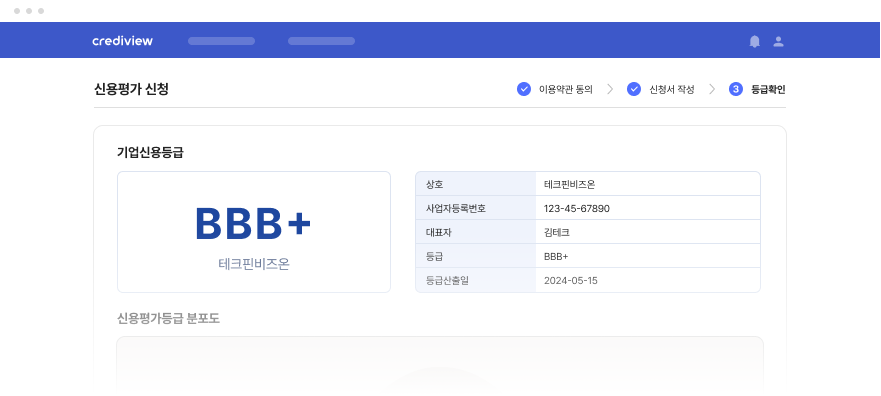 crediview
신용평가 신청
이용약관 동의
신청서 작성
3 등급확인
기업신용등급
BBB+
테크핀비즈온
상호 테크핀비즈온
사업자등록번호 123-45-67890
대표자 김테크
등급 BBB+
등급산출일 2024-05-15
신용평가등급 분포도